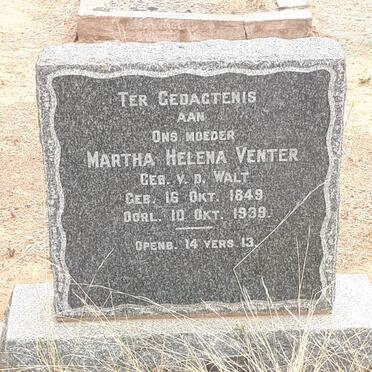 TER GEDAGTENIS
AAN
ONS MOEDER
MARTHA HELENA VENTER
GEB. V. D. WALT
GEB. 16 OKT. 1849
OORL. 10 OKT. 1939.
OPENB. 14 VERS 13.